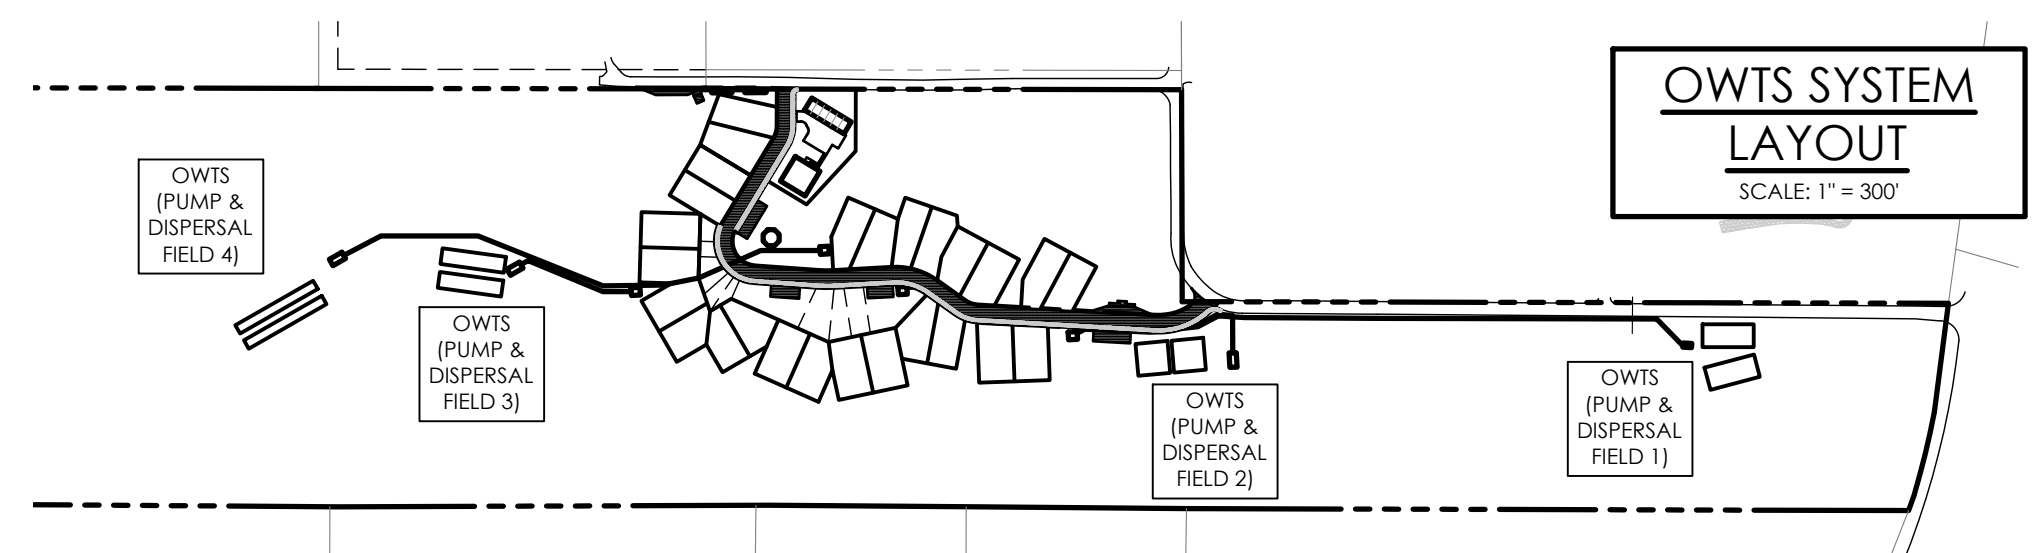 OWTS SYSTEM
LAYOUT
SCALE: 1" = 300'
OWTS
(PUMP &
DISPERSAL
FIELD 4)
OWTS
(PUMP &
DISPERSAL
FIELD 3)
OWTS
(PUMP &
DISPERSAL
FIELD 2)
OWTS
(PUMP &
DISPERSAL
FIELD 1)